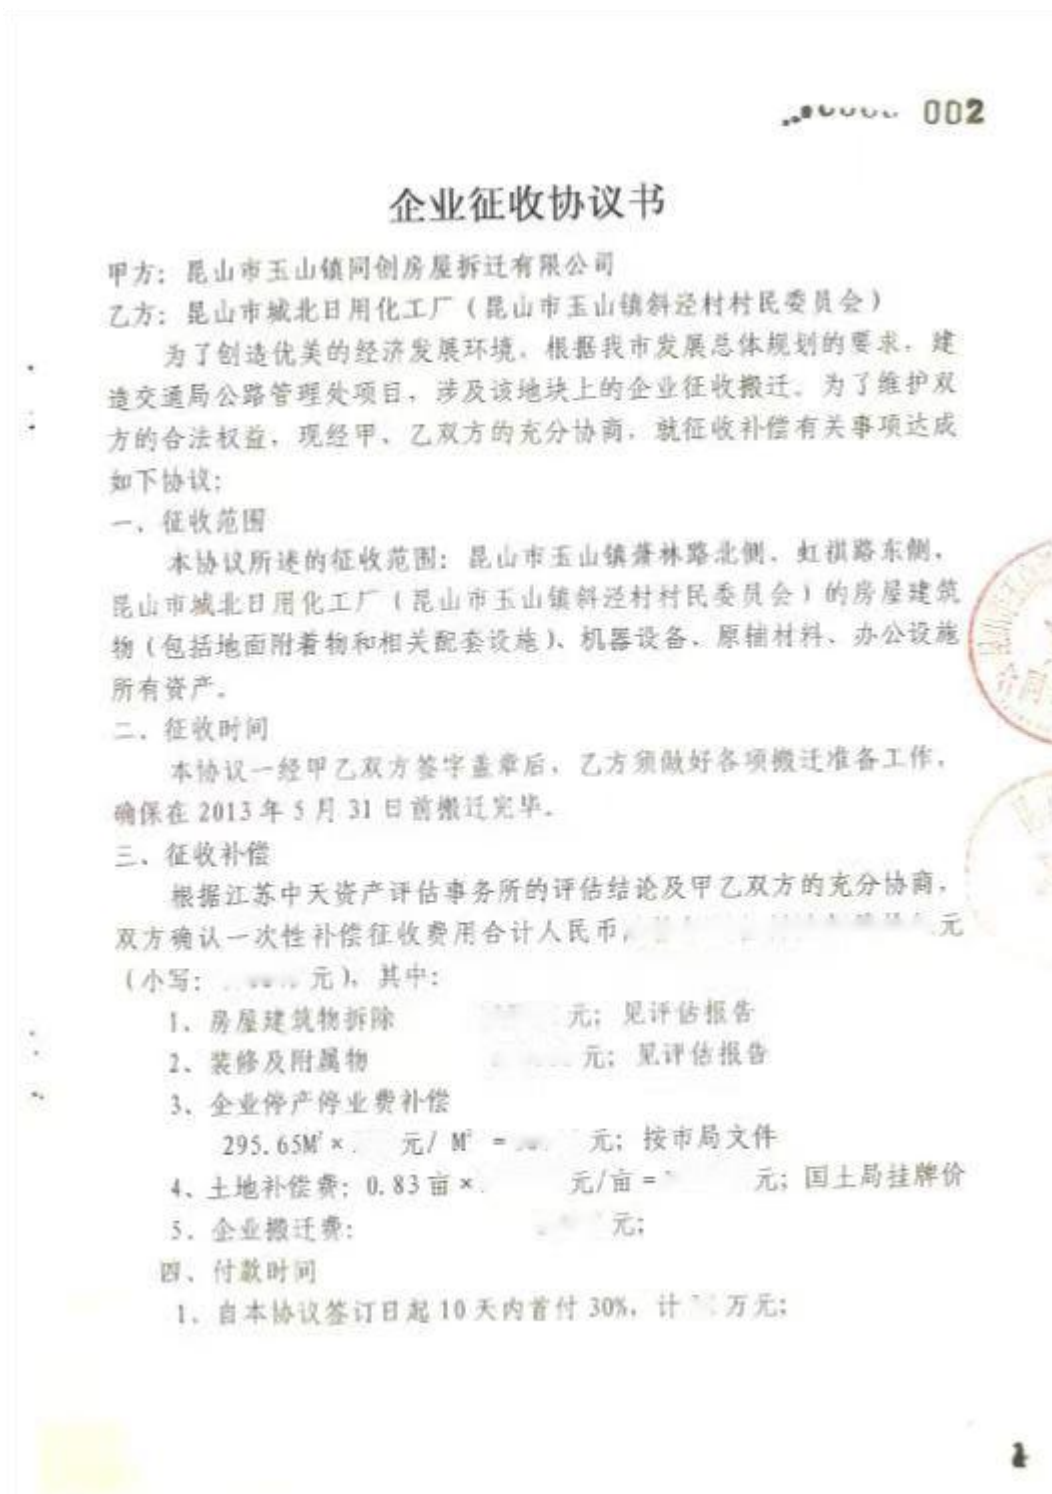 002
企业征收协议书
甲方：昆山市玉山镇同创房屋拆迁有限公司
乙方：昆山市城北日用化工厂（昆山市玉山镇斜泾村村民委员会）
为了创造优美的经济发展环境，根据我市发展总体规划的要求，建
造交通局公路管理处项目，涉及该地块上的企业征收搬迁。为了维护双
方的合法权益，现经甲、乙双方的充分协商，就征收补偿有关事项达成
如下协议：
一、征收范围
本协议所述的征收范围：昆山市玉山镇萧林路北侧、虹祺路东侧，
昆山市城北日用化工厂（昆山市玉山镇斜泾村村民委员会）的房屋建筑
物（包括地面附着物和相关配套设施）、机器设备、原辅材料、办公设施
所有资产。
二、征收时间
本协议一经甲乙双方签字盖章后，乙方须做好各项搬迁准备工作，
确保在 2013 年 5 月 31 日前搬迁完毕。
三、征收补偿
根据江苏中天资产评估事务所的评估结论及甲乙双方的充分协商，
双方确认一次性补偿征收费用合计人民币 元
（小写： 元），其中：
1、房屋建筑物拆除 元；见评估报告
2、装修及附属物 元；见评估报告
3、企业停产停业费补偿
295.65M² × 元/ M² = 元；按市局文件
4、土地补偿费：0.83 亩 × 元/亩 = 元；国土局挂牌价
5、企业搬迁费： 元；
四、付款时间
1、自本协议签订日起 10 天内首付 30%，计 万元；
合同